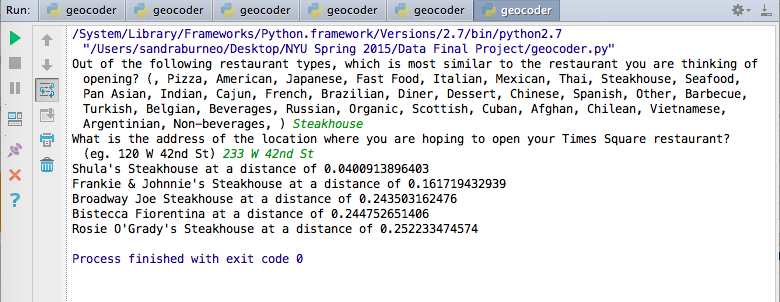 Run: geocoder geocoder geocoder geocoder geocoder
/System/Library/Frameworks/Python.framework/Versions/2.7/bin/python2.7
"/Users/sandraburneo/Desktop/NYU Spring 2015/Data Final Project/geocoder.py"
Out of the following restaurant types, which is most similar to the restaurant you are thinking of
opening? (, Pizza, American, Japanese, Fast Food, Italian, Mexican, Thai, Steakhouse, Seafood,
Pan Asian, Indian, Cajun, French, Brazilian, Diner, Dessert, Chinese, Spanish, Other, Barbecue,
Turkish, Belgian, Beverages, Russian, Organic, Scottish, Cuban, Afghan, Chilean, Vietnamese,
Argentinian, Non-beverages, ) Steakhouse
What is the address of the location where you are hoping to open your Times Square restaurant?
(eg. 120 W 42nd St) 233 W 42nd St
Shula's Steakhouse at a distance of 0.0400913896403
Frankie & Johnnie's Steakhouse at a distance of 0.161719432939
Broadway Joe Steakhouse at a distance of 0.243503162476
Bistecca Fiorentina at a distance of 0.244752651406
Rosie O'Grady's Steakhouse at a distance of 0.252233474574
Process finished with exit code 0